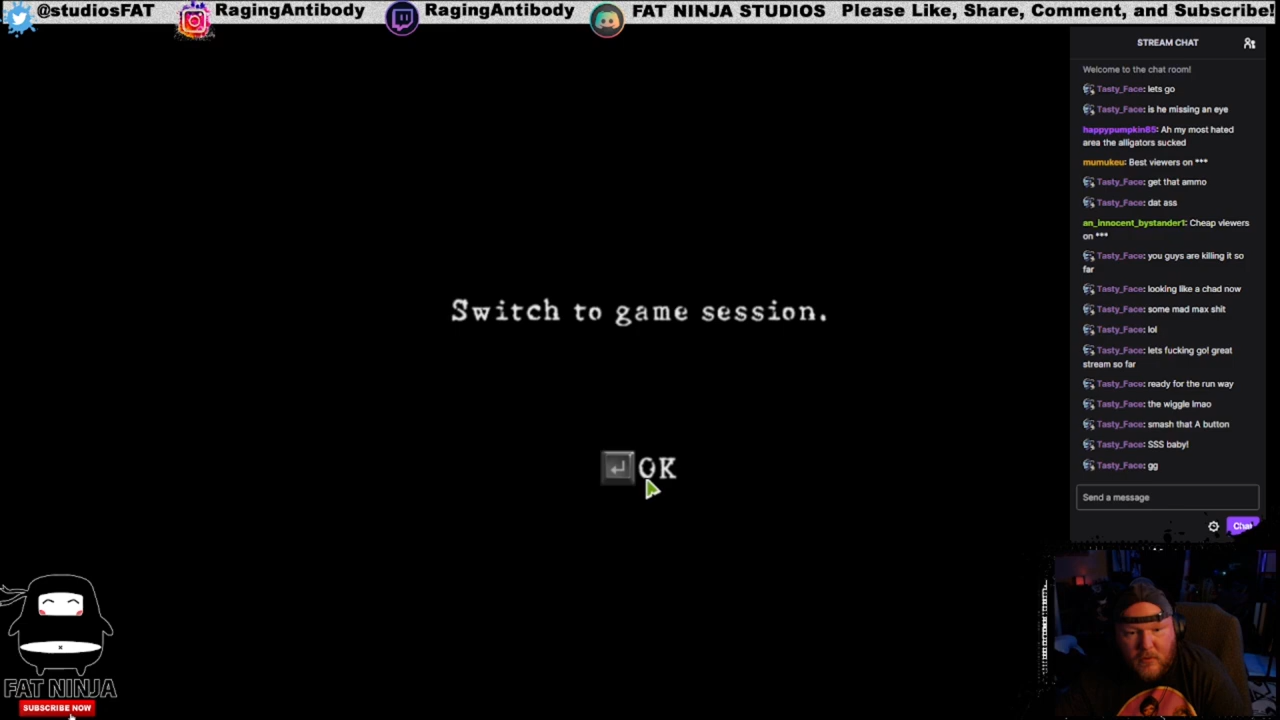 @studiosFAT RagingAntibody RagingAntibody FAT NINJA STUDIOS Please Like, Share, Comment, and Subscribe!
STREAM CHAT
Welcome to the chat room!
Tasty_Face: lets go
Tasty_Face: is he missing an eye
happypumpkin85: Ah my most hated
area the alligators sucked
mumukeu: Best viewers on ***
Tasty_Face: get that ammo
Tasty_Face: dat ass
an_innocent_bystander1: Cheap viewers
on ***
Tasty_Face: you guys are killing it so
far
Tasty_Face: looking like a chad now
Tasty_Face: some mad max shit
Tasty_Face: lol
Tasty_Face: lets fucking go! great
stream so far
Tasty_Face: ready for the run way
Tasty_Face: the wiggle lmao
Tasty_Face: smash that A button
Tasty_Face: SSS baby!
Tasty_Face: gg
Send a message
Chat
Switch to game session.
OK
FAT NINJA
SUBSCRIBE NOW